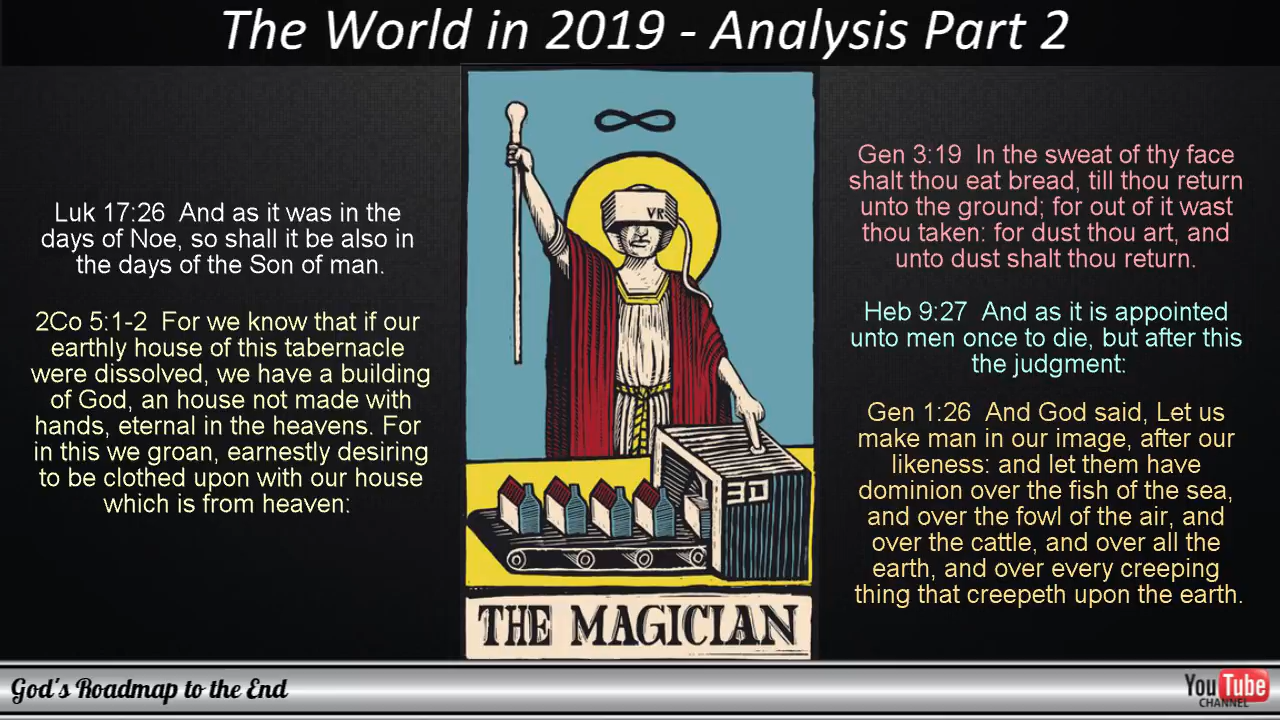 The World in 2019 - Analysis Part 2
Luk 17:26 And as it was in the
days of Noe, so shall it be also in
the days of the Son of man.
2Co 5:1-2 For we know that if our
earthly house of this tabernacle
were dissolved, we have a building
of God, an house not made with
hands, eternal in the heavens. For
in this we groan, earnestly desiring
to be clothed upon with our house
which is from heaven:
VR
3D
THE MAGICIAN
Gen 3:19 In the sweat of thy face
shalt thou eat bread, till thou return
unto the ground; for out of it wast
thou taken: for dust thou art, and
unto dust shalt thou return.
Heb 9:27 And as it is appointed
unto men once to die, but after this
the judgment:
Gen 1:26 And God said, Let us
make man in our image, after our
likeness: and let them have
dominion over the fish of the sea,
and over the fowl of the air, and
over the cattle, and over all the
earth, and over every creeping
thing that creepeth upon the earth.
God's Roadmap to the End
YouTube
CHANNEL